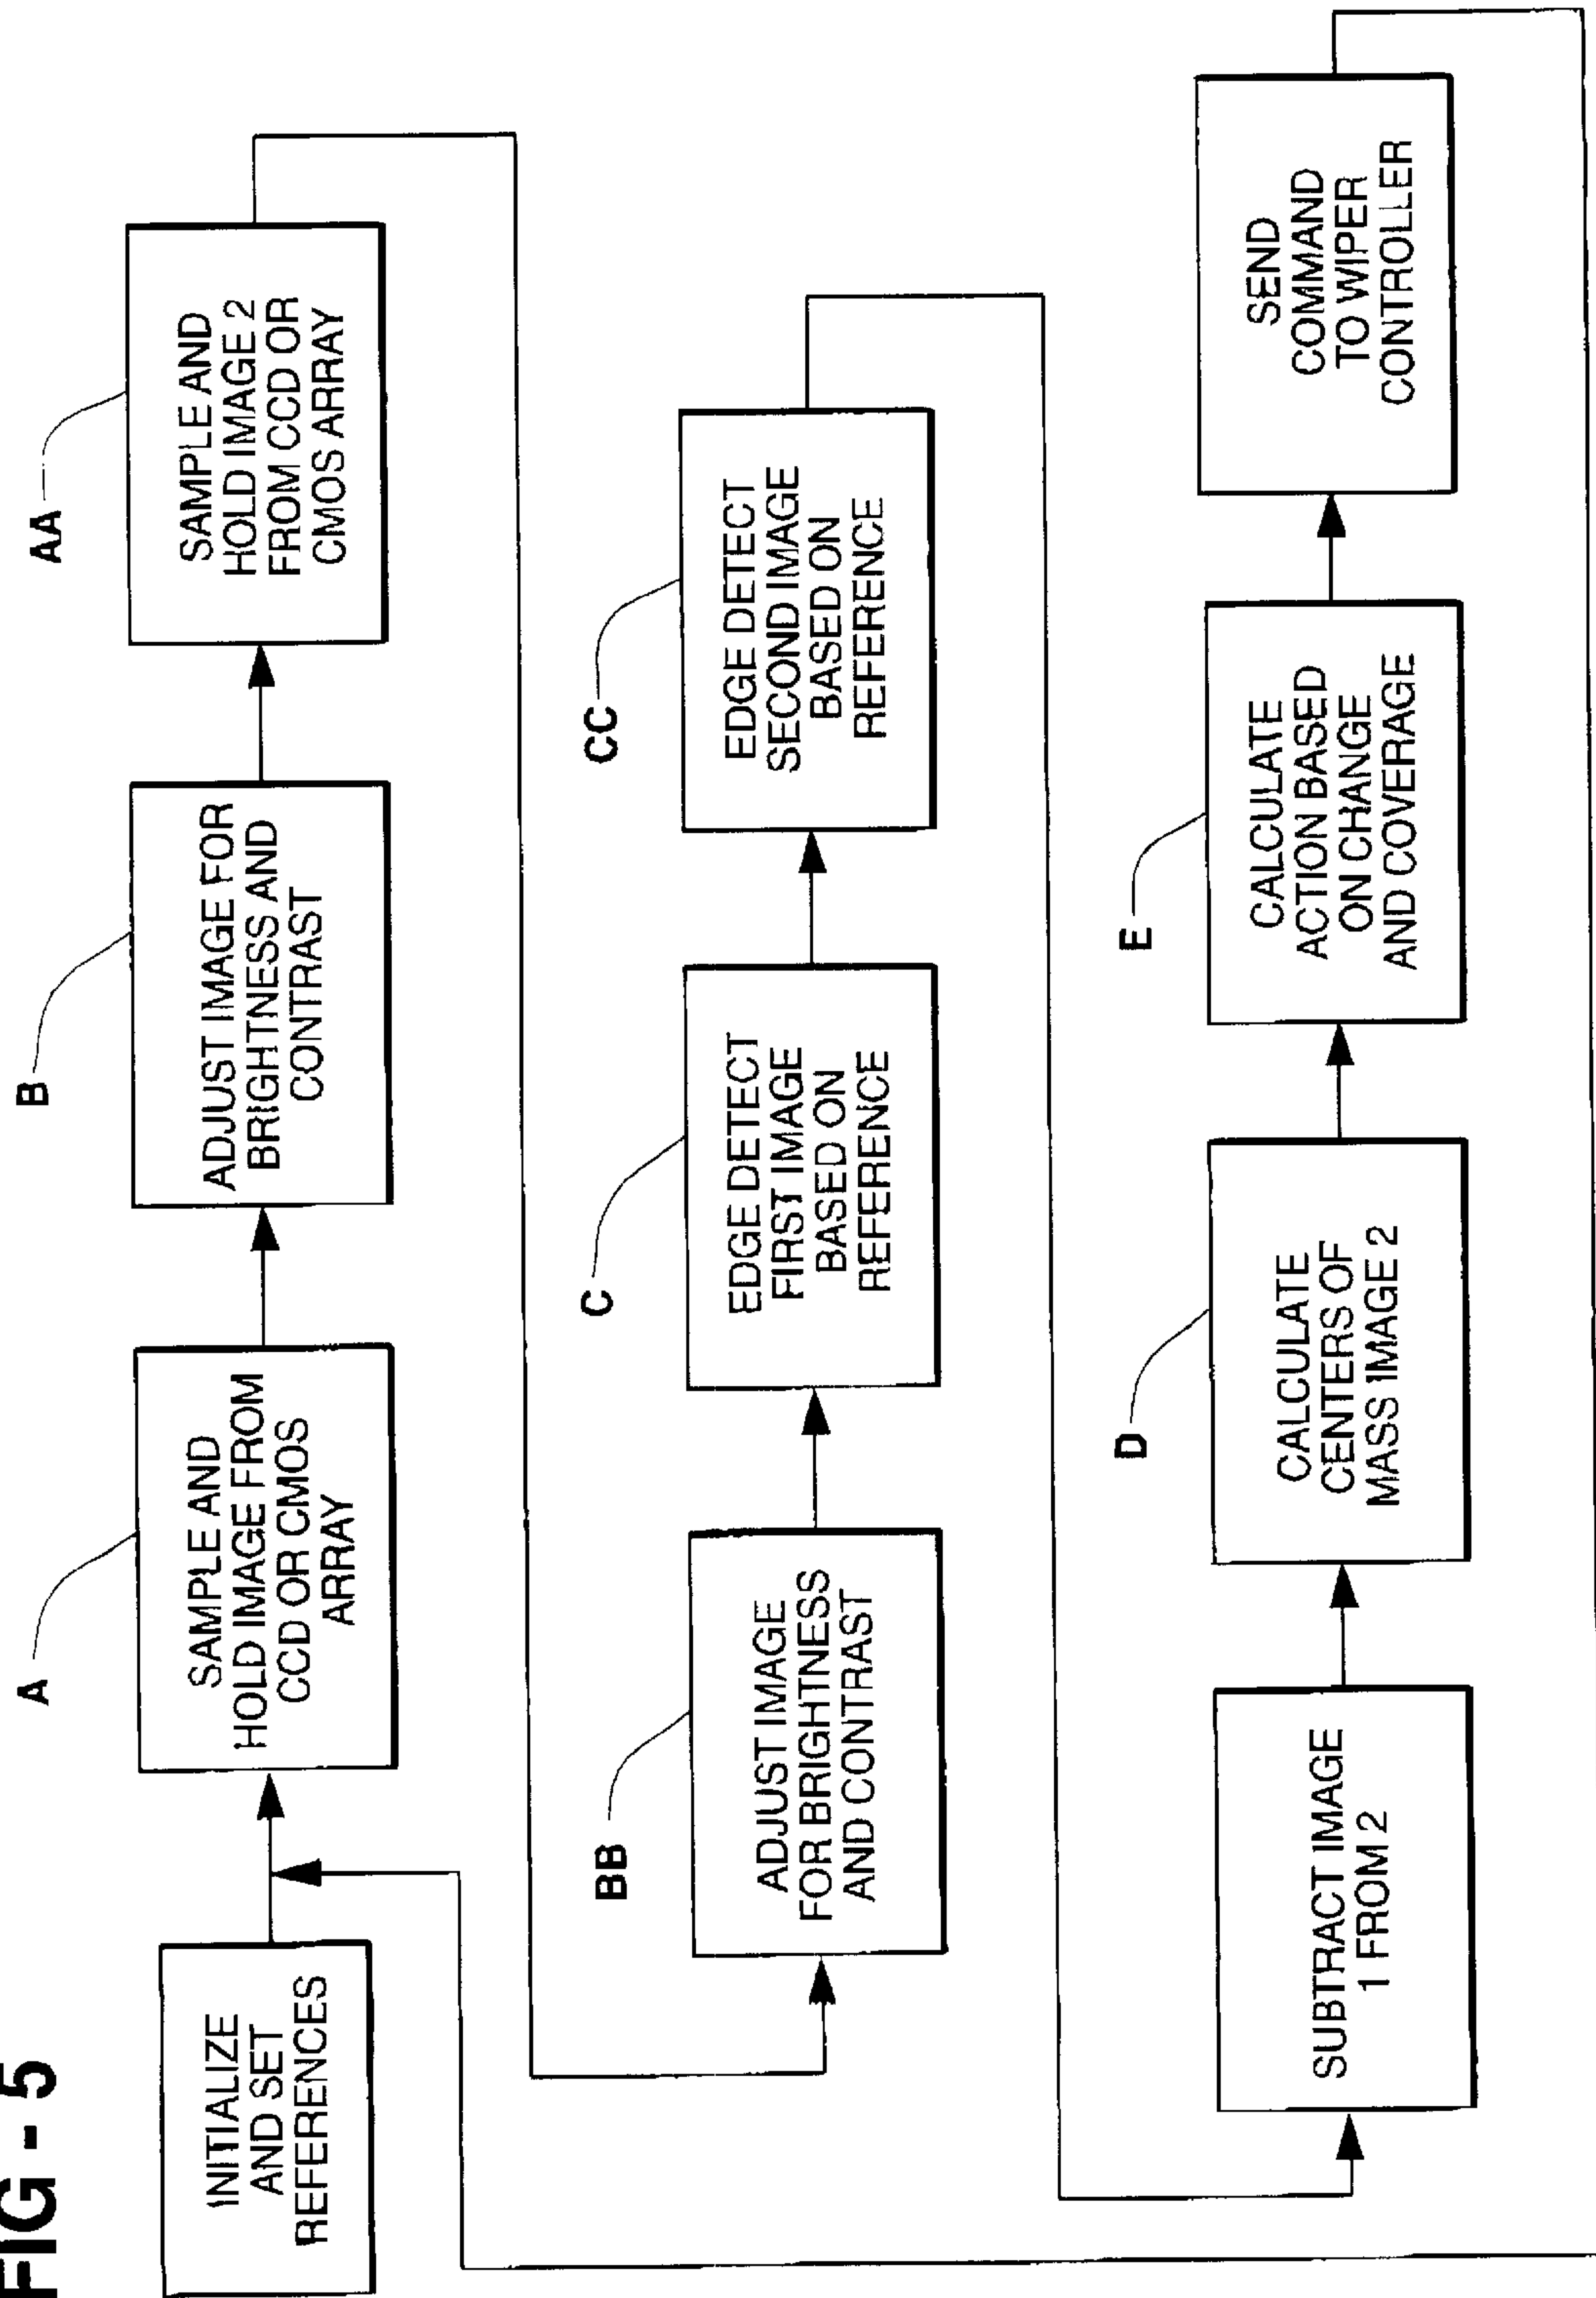 FIG - 5
INITIALIZE
AND SET
REFERENCES
A
SAMPLE AND
HOLD IMAGE FROM
CCD OR CMOS
ARRAY
B
ADJUST IMAGE FOR
BRIGHTNESS AND
CONTRAST
AA
SAMPLE AND
HOLD IMAGE 2
FROM CCD OR
CMOS ARRAY
BB
ADJUST IMAGE
FOR BRIGHTNESS
AND CONTRAST
C
EDGE DETECT
FIRST IMAGE
BASED ON
REFERENCE
CC
EDGE DETECT
SECOND IMAGE
BASED ON
REFERENCE
SUBTRACT IMAGE
1 FROM 2
D
CALCULATE
CENTERS OF
MASS IMAGE 2
E
CALCULATE
ACTION BASED
ON CHANGE
AND COVERAGE
SEND
COMMAND
TO WIPER
CONTROLLER